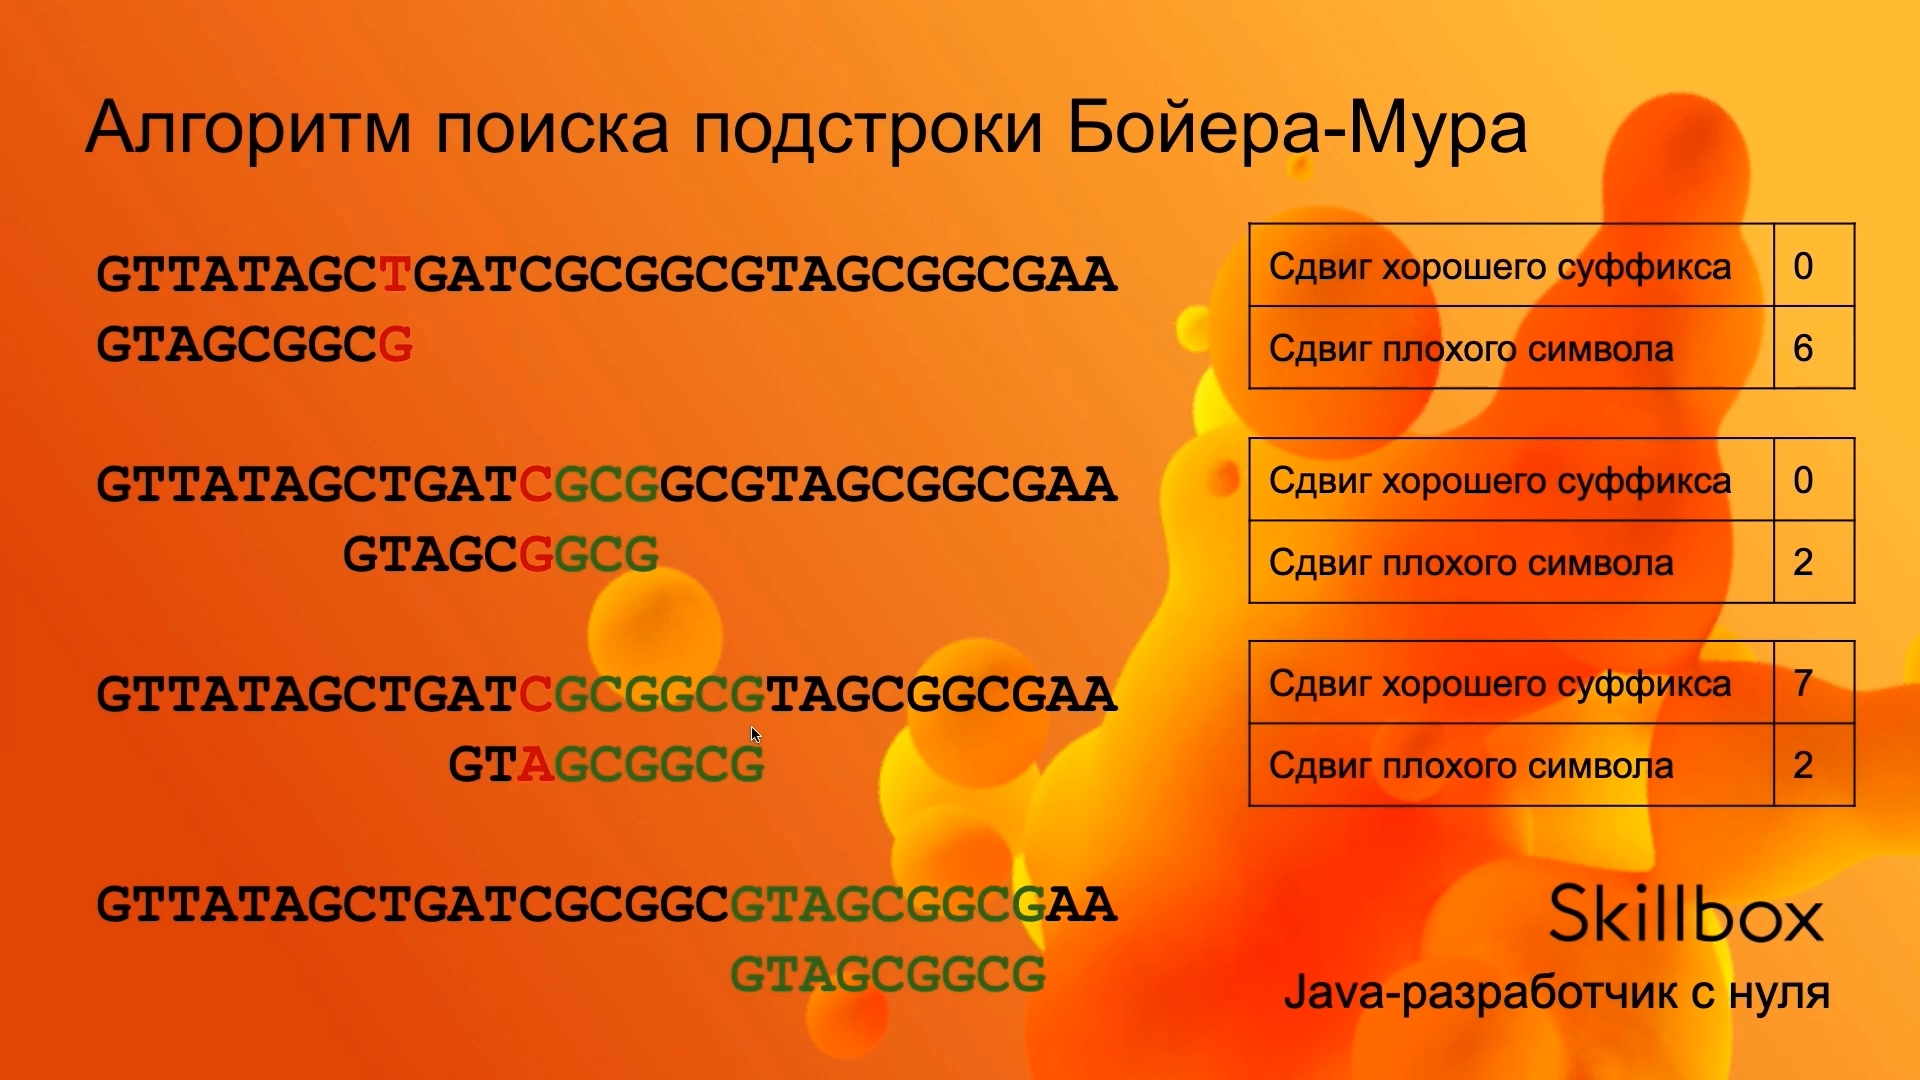 Алгоритм поиска подстроки Бойера-Мура
GTTATAGCTGATCGCGGCGTAGCGGCGAA
GTAGCGGCG
Сдвиг хорошего суффикса 0
Сдвиг плохого символа 6
GTTATAGCTGATCGCGGCGTAGCGGCGAA
GTAGCGGCG
Сдвиг хорошего суффикса 0
Сдвиг плохого символа 2
GTTATAGCTGATCGCGGCGTAGCGGCGAA
GTAGCGGCG
Сдвиг хорошего суффикса 7
Сдвиг плохого символа 2
GTTATAGCTGATCGCGGCGTAGCGGCGAA
GTAGCGGCG
Skillbox
Java-разработчик с нуля